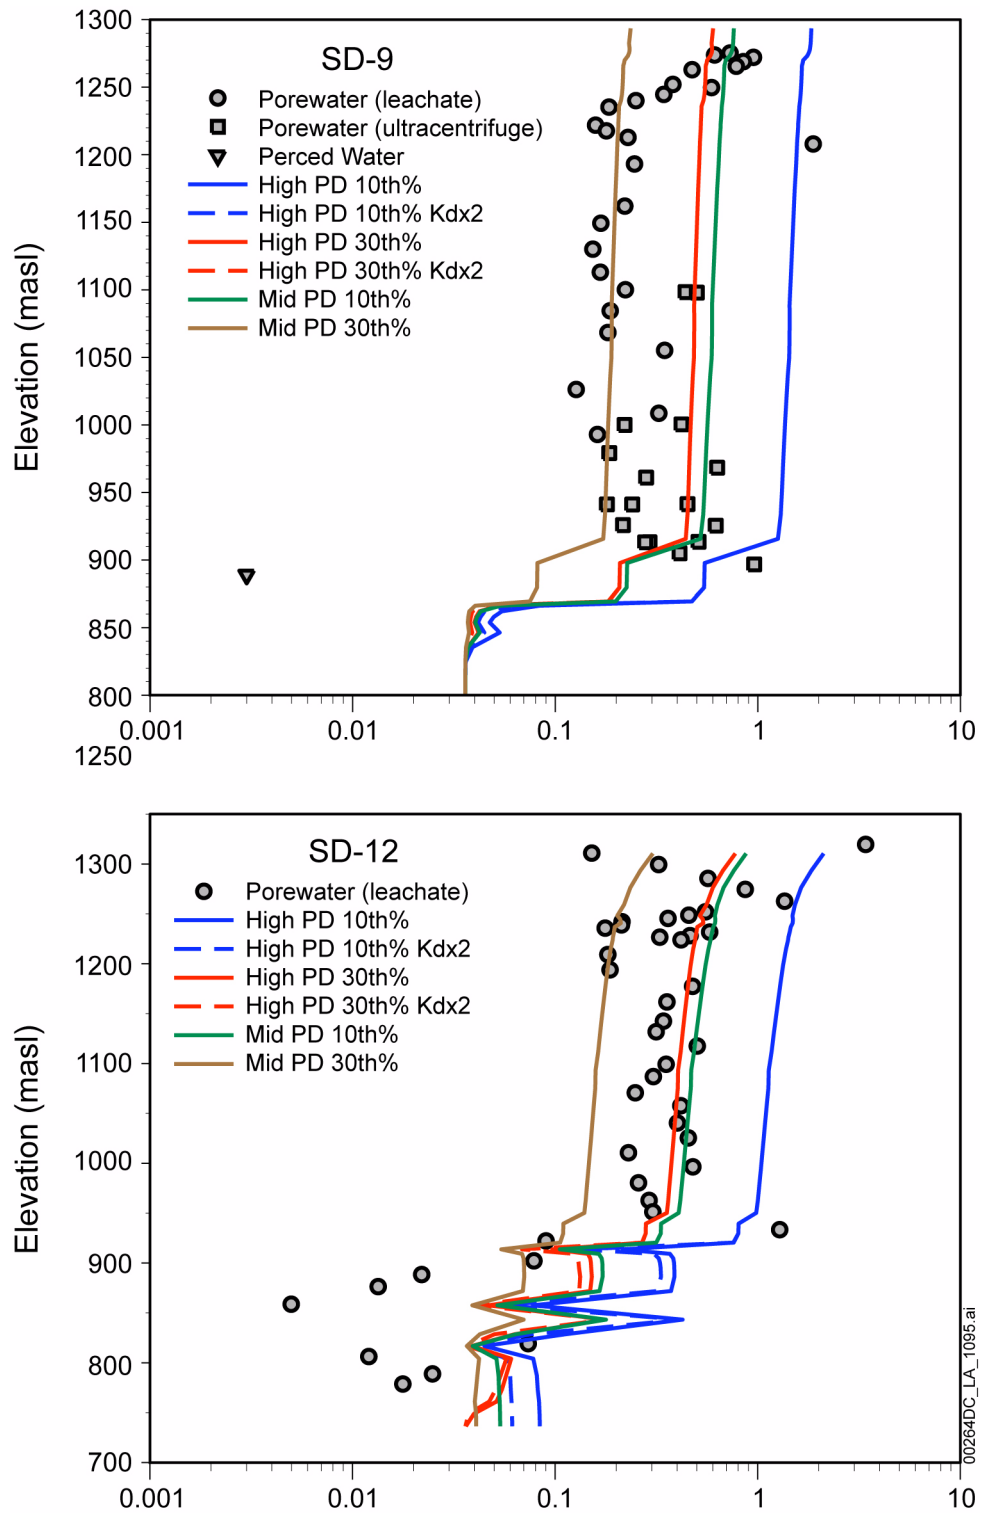 1300
1250
1200
1150
1100
1050
1000
950
900
850
800
Elevation (masl)
SD-9
Porewater (leachate)
Porewater (ultracentrifuge)
Perced Water
High PD 10th%
High PD 10th% Kdx2
High PD 30th%
High PD 30th% Kdx2
Mid PD 10th%
Mid PD 30th%
0.001 0.01 0.1 1 10
1250
1300
1200
1100
1000
900
800
700
Elevation (masl)
SD-12
Porewater (leachate)
High PD 10th%
High PD 10th% Kdx2
High PD 30th%
High PD 30th% Kdx2
Mid PD 10th%
Mid PD 30th%
0.001 0.01 0.1 1 10
00264DC_LA_1095.ai